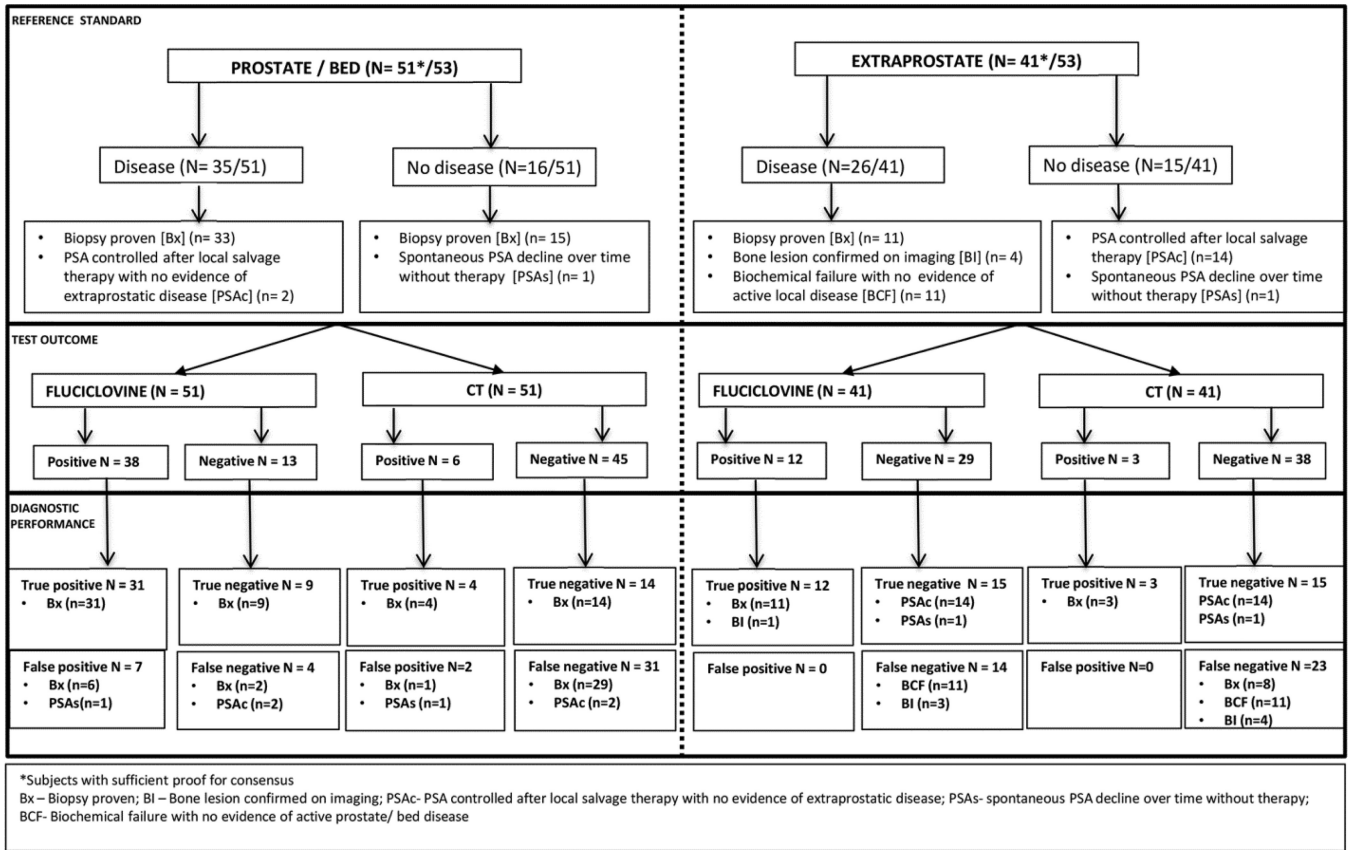 REFERENCE STANDARD
PROSTATE / BED (N= 51*/53)
Disease (N= 35/51)
No disease (N=16/51)
• Biopsy proven [Bx] (n= 33)
• PSA controlled after local salvage
therapy with no evidence of
extraprostatic disease [PSAc] (n= 2)
• Biopsy proven [Bx] (n= 15)
• Spontaneous PSA decline over time
without therapy [PSAs] (n= 1)
EXTRAPROSTATE (N= 41*/53)
Disease (N=26/41)
No disease (N=15/41)
• Biopsy proven [Bx] (n= 11)
• Bone lesion confirmed on imaging [BI] (n= 4)
• Biochemical failure with no evidence of
active local disease [BCF] (n= 11)
• PSA controlled after local salvage
therapy [PSAc] (n=14)
• Spontaneous PSA decline over time
without therapy [PSAs] (n=1)
TEST OUTCOME
FLUCICLOVINE (N = 51)
CT (N = 51)
Positive N = 38
Negative N = 13
Positive N = 6
Negative N = 45
FLUCICLOVINE (N = 41)
CT (N = 41)
Positive N = 12
Negative N = 29
Positive N = 3
Negative N = 38
DIAGNOSTIC
PERFORMANCE
True positive N = 31
• Bx (n=31)
True negative N = 9
• Bx (n=9)
True positive N = 4
• Bx (n=4)
True negative N = 14
• Bx (n=14)
True positive N = 12
• Bx (n=11)
• BI (n=1)
True negative N = 15
• PSAc (n=14)
• PSAs (n=1)
True positive N = 3
• Bx (n=3)
True negative N = 15
PSAc (n=14)
PSAs (n=1)
False positive N = 7
• Bx (n=6)
• PSAs(n=1)
False negative N = 4
• Bx (n=2)
• PSAc (n=2)
False positive N=2
• Bx (n=1)
• PSAs (n=1)
False negative N = 31
• Bx (n=29)
• PSAc (n=2)
False positive N = 0
False negative N = 14
• BCF (n=11)
• BI (n=3)
False positive N=0
False negative N =23
• Bx (n=8)
• BCF (n=11)
• BI (n=4)
*Subjects with sufficient proof for consensus
Bx – Biopsy proven; BI – Bone lesion confirmed on imaging; PSAc- PSA controlled after local salvage therapy with no evidence of extraprostatic disease; PSAs- spontaneous PSA decline over time without therapy;
BCF- Biochemical failure with no evidence of active prostate/ bed disease